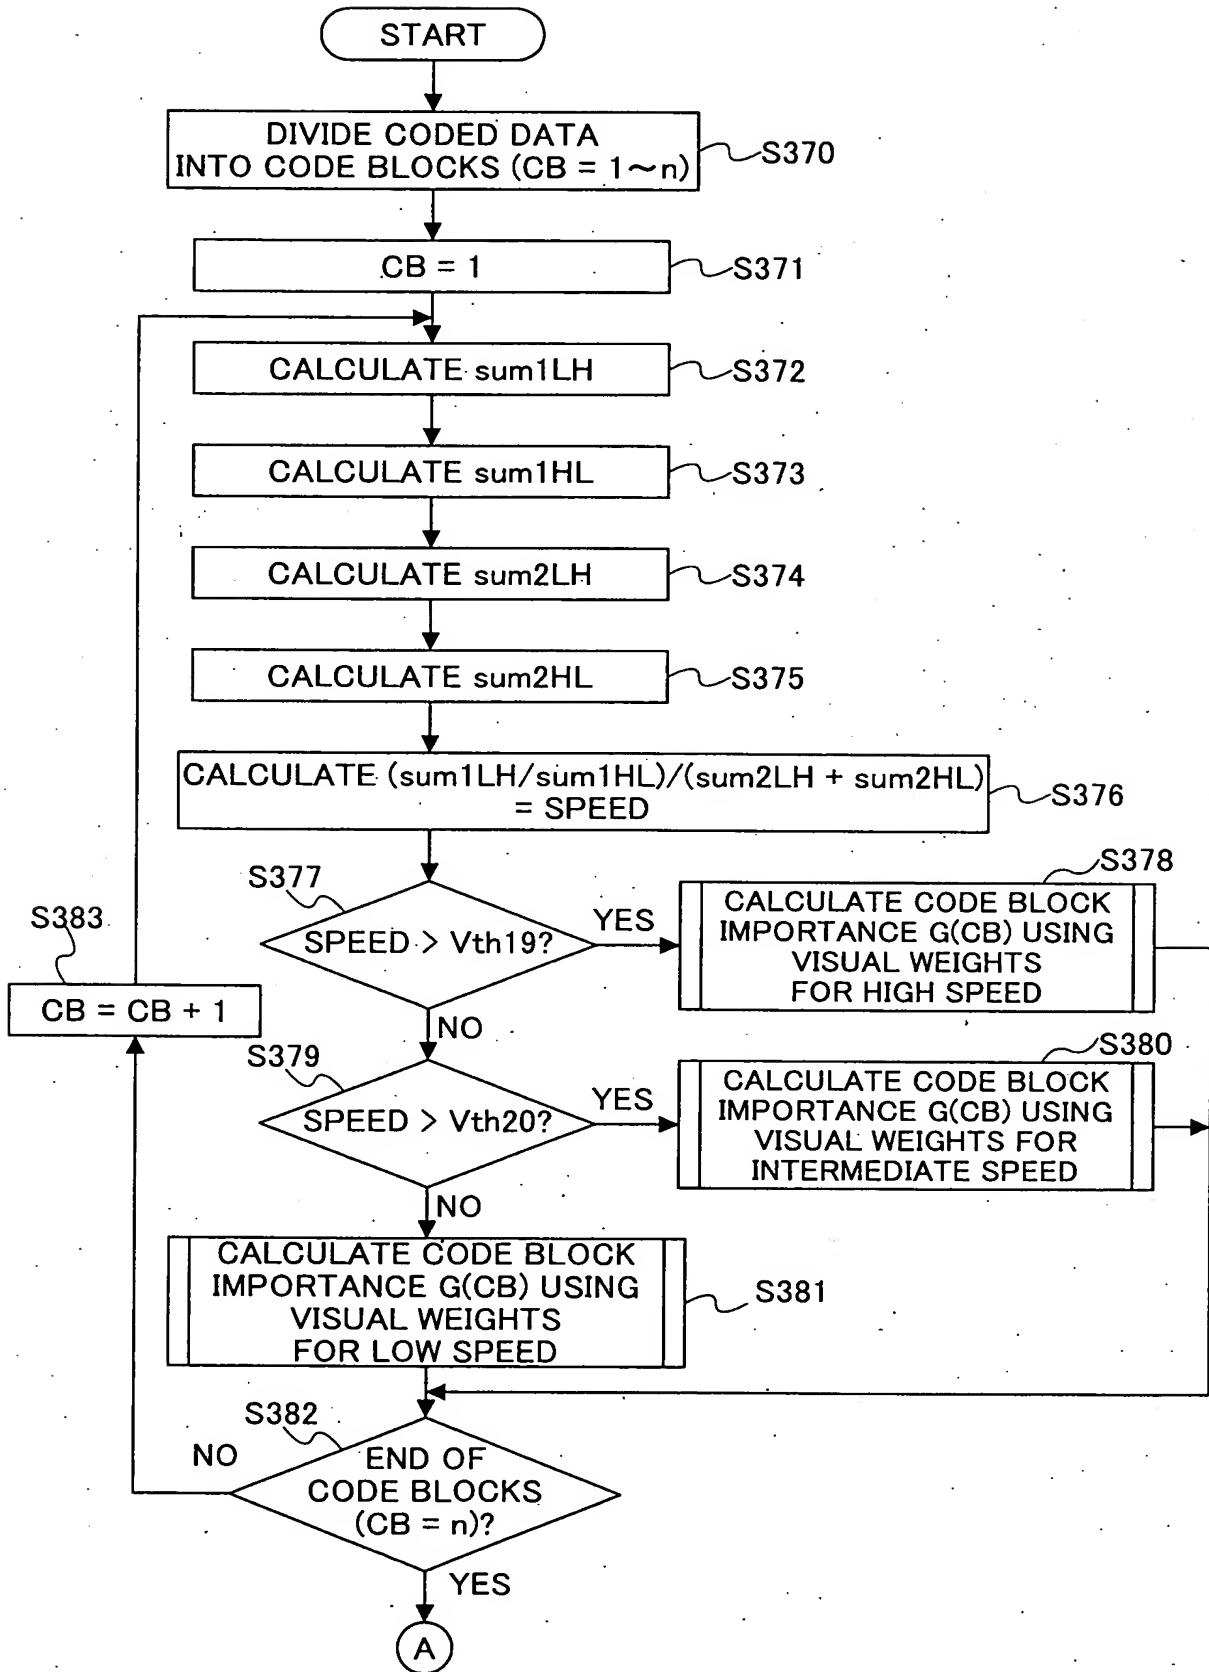 START
DIVIDE CODED DATA
INTO CODE BLOCKS (CB = 1~n)
S370
CB = 1
S371
CALCULATE sum1LH
S372
CALCULATE sum1HL
S373
CALCULATE sum2LH
S374
CALCULATE sum2HL
S375
CALCULATE (sum1LH/sum1HL)/(sum2LH + sum2HL)
= SPEED
S376
S377
SPEED > Vth19?
YES
NO
S378
CALCULATE CODE BLOCK
IMPORTANCE G(CB) USING
VISUAL WEIGHTS
FOR HIGH SPEED
S383
CB = CB + 1
S379
SPEED > Vth20?
YES
NO
S380
CALCULATE CODE BLOCK
IMPORTANCE G(CB) USING
VISUAL WEIGHTS FOR
INTERMEDIATE SPEED
CALCULATE CODE BLOCK
IMPORTANCE G(CB) USING
VISUAL WEIGHTS
FOR LOW SPEED
S381
S382
NO
END OF
CODE BLOCKS
(CB = n)?
YES
A